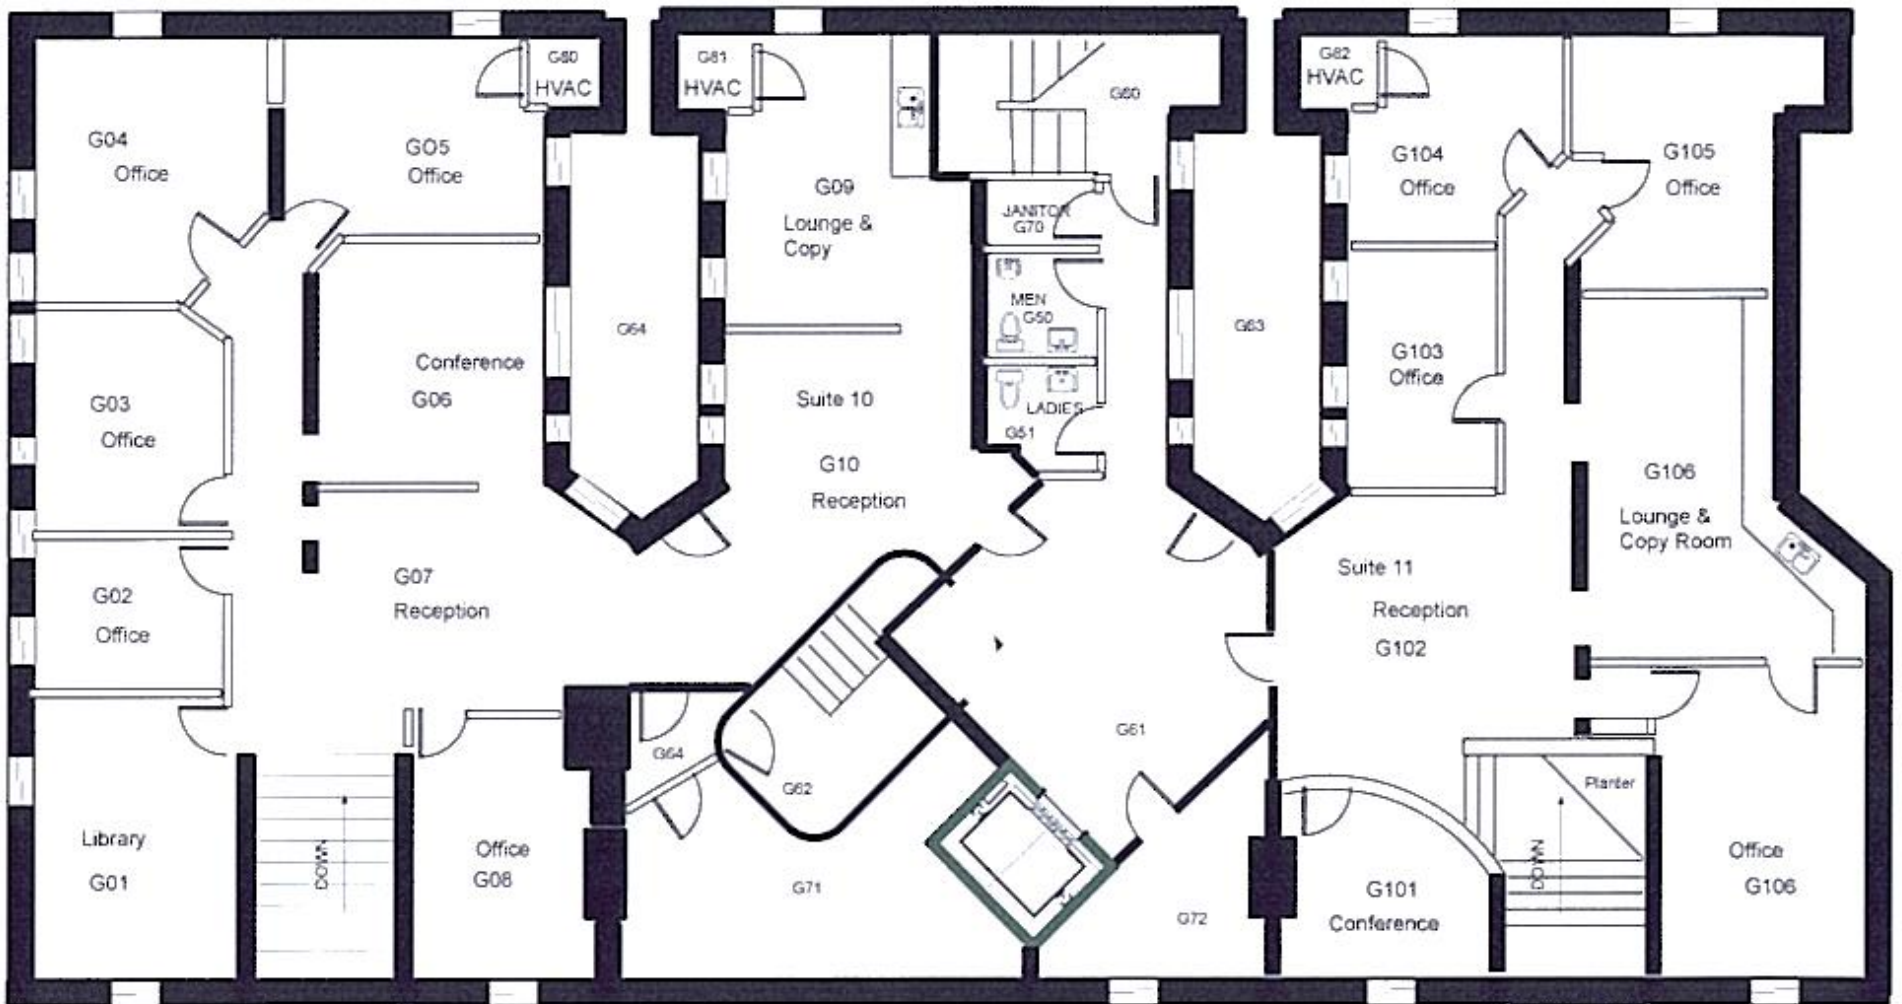 G04
Office
GO5
Office
G80
HVAC
G81
HVAC
G09
Lounge &
Copy
G60
JANITOR
G70
MEN
G50
LADIES
G51
G82
HVAC
G104
Office
G105
Office
G03
Office
Conference
G06
G64
Suite 10
G10
Reception
G63
G103
Office
G106
Lounge &
Copy Room
G02
Office
G07
Reception
Suite 11
Reception
G102
G64
G62
G61
Library
G01
DOWN
Office
G08
G71
G72
G101
Conference
DOWN
Planter
Office
G106